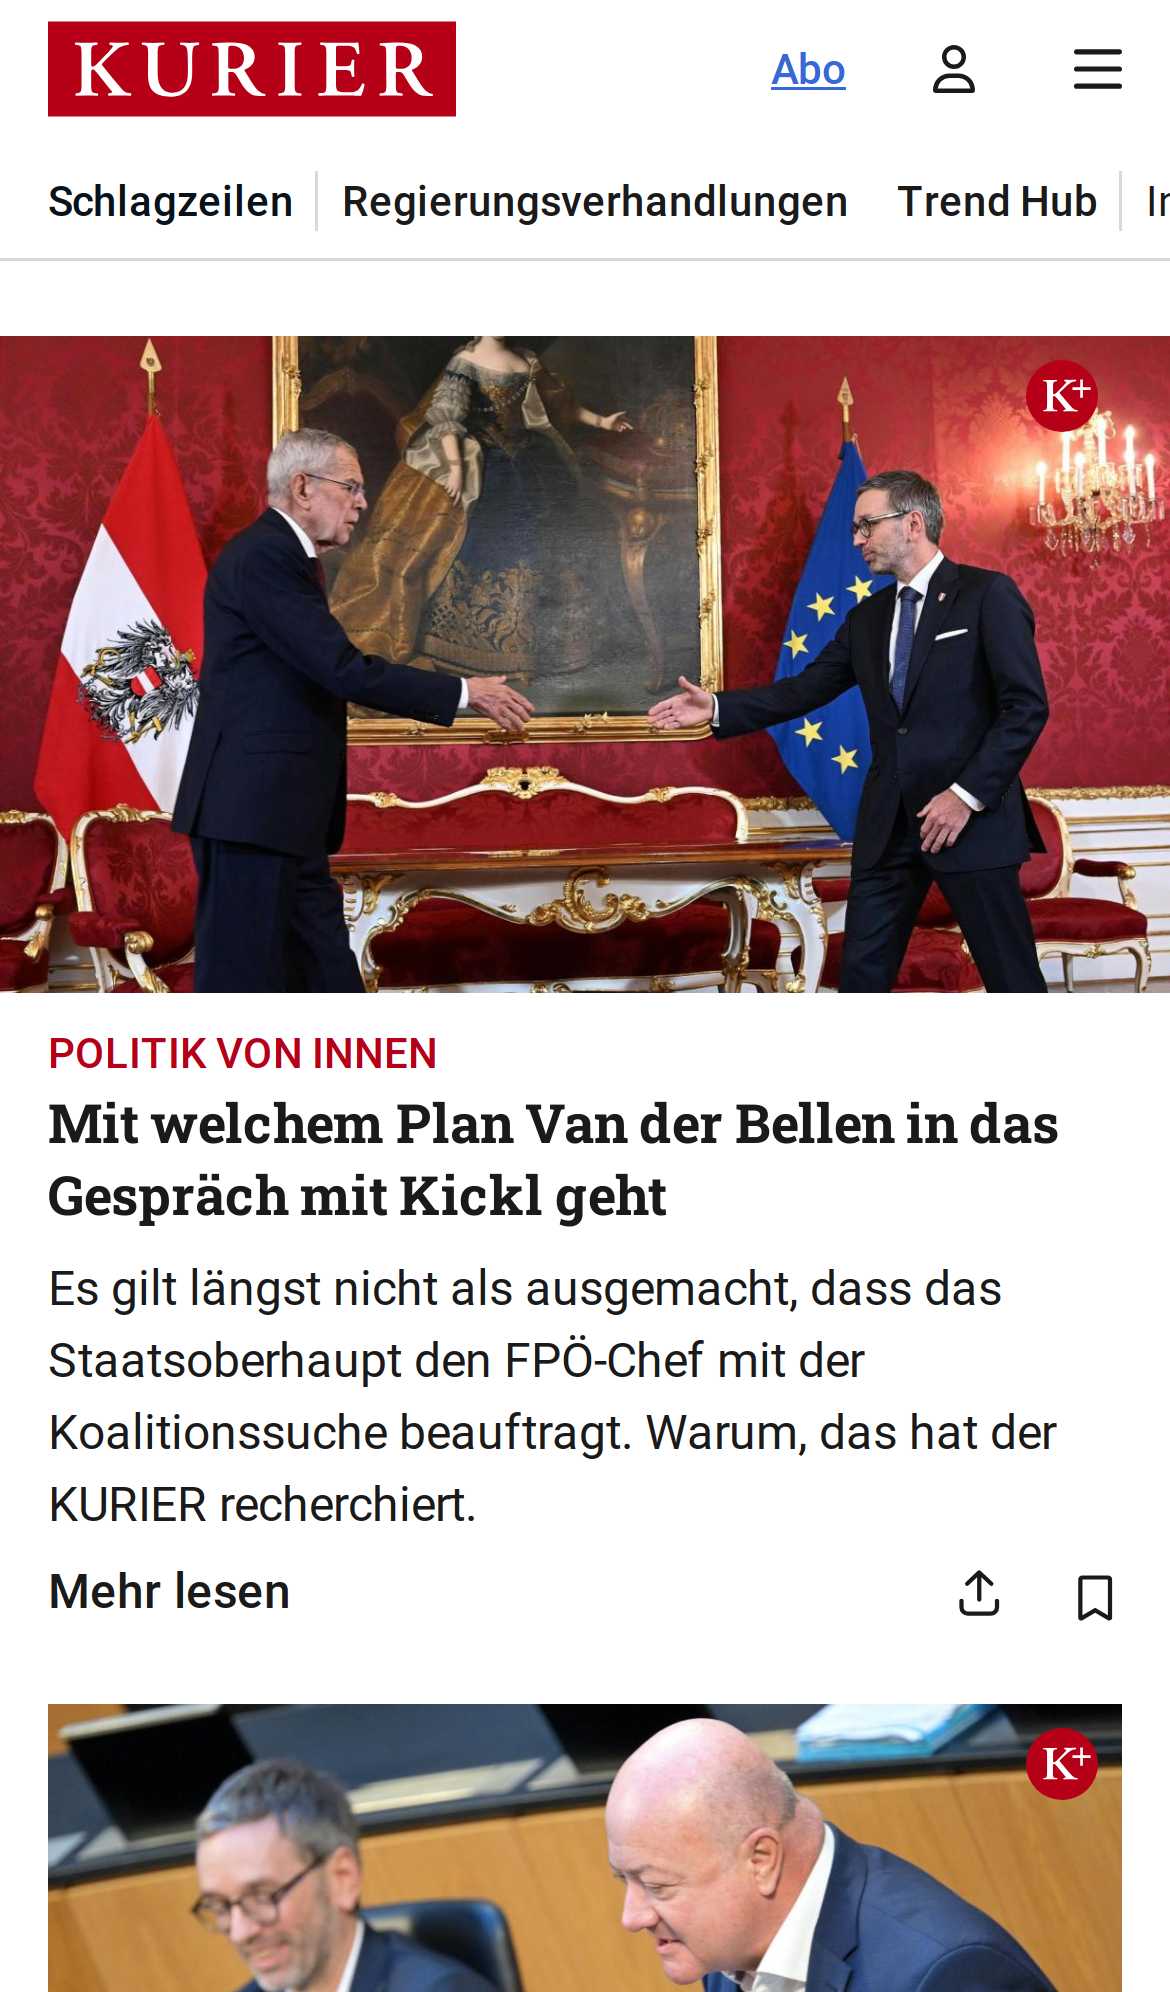 KURIER
Abo
Schlagzeilen
Regierungsverhandlungen
Trend Hub
K+
POLITIK VON INNEN
Mit welchem Plan Van der Bellen in das
Gespräch mit Kickl geht
Es gilt längst nicht als ausgemacht, dass das
Staatsoberhaupt den FPÖ-Chef mit der
Koalitionssuche beauftragt. Warum, das hat der
KURIER recherchiert.
Mehr lesen
K+